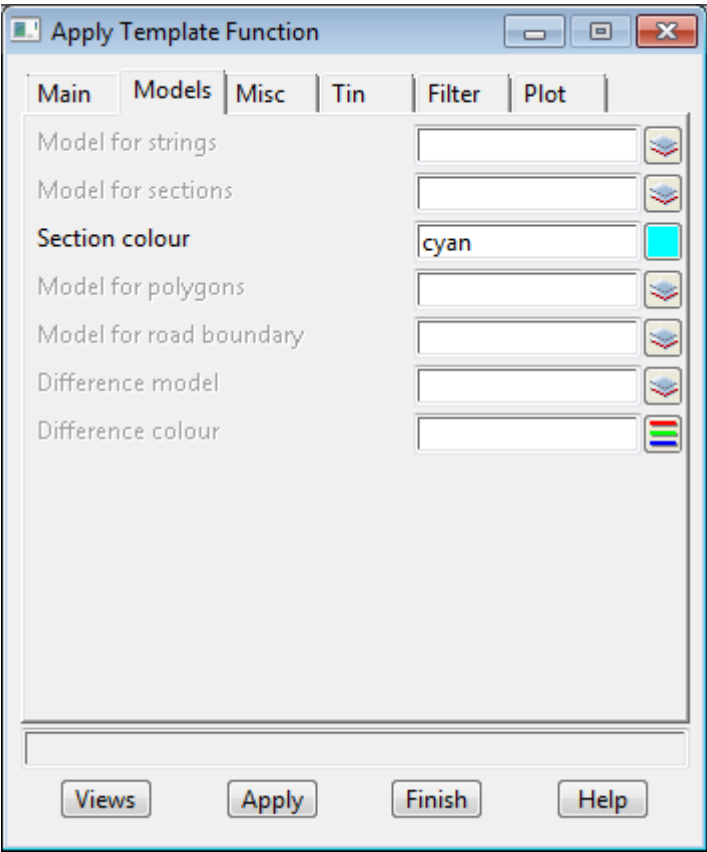 Apply Template Function
Main Models Misc Tin Filter Plot
Model for strings
Model for sections
Section colour cyan
Model for polygons
Model for road boundary
Difference model
Difference colour
Views Apply Finish Help